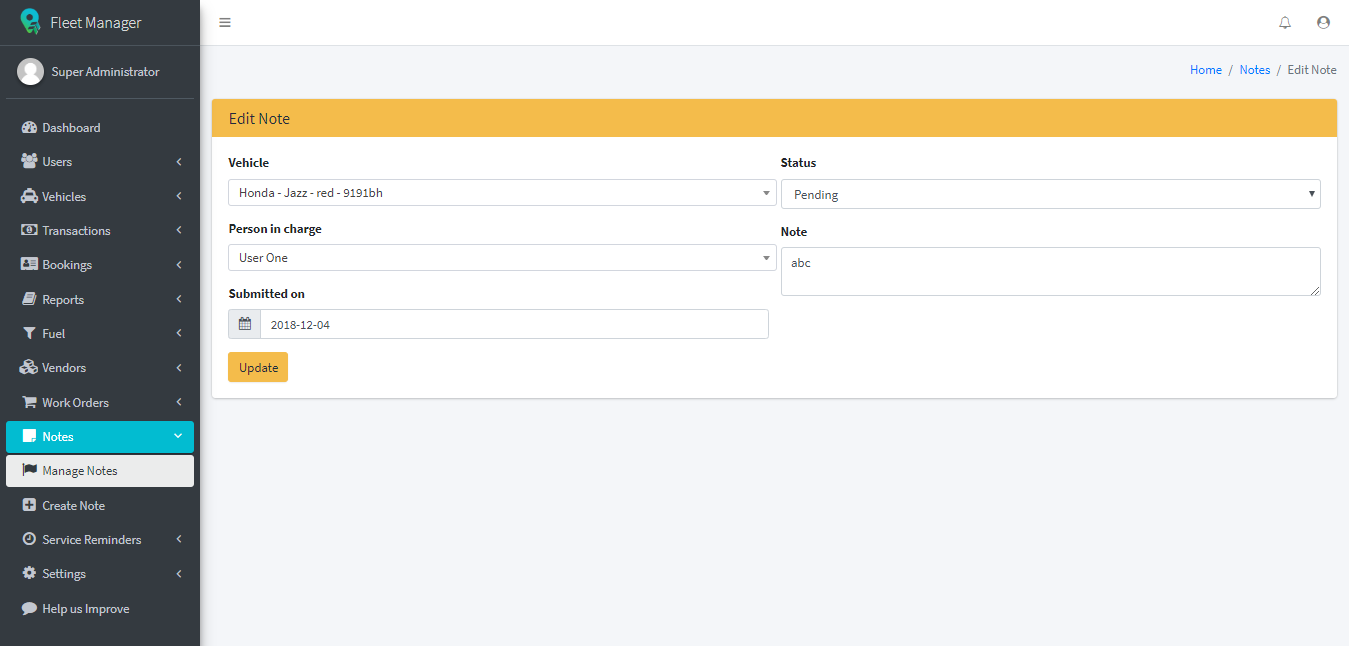 Fleet Manager
Super Administrator
Dashboard
Users
Vehicles
Transactions
Bookings
Reports
Fuel
Vendors
Work Orders
Notes
Manage Notes
Create Note
Service Reminders
Settings
Help us Improve
Home / Notes / Edit Note
Edit Note
Vehicle
Honda - Jazz - red - 9191bh
Person in charge
User One
Submitted on
2018-12-04
Update
Status
Pending
Note
abc